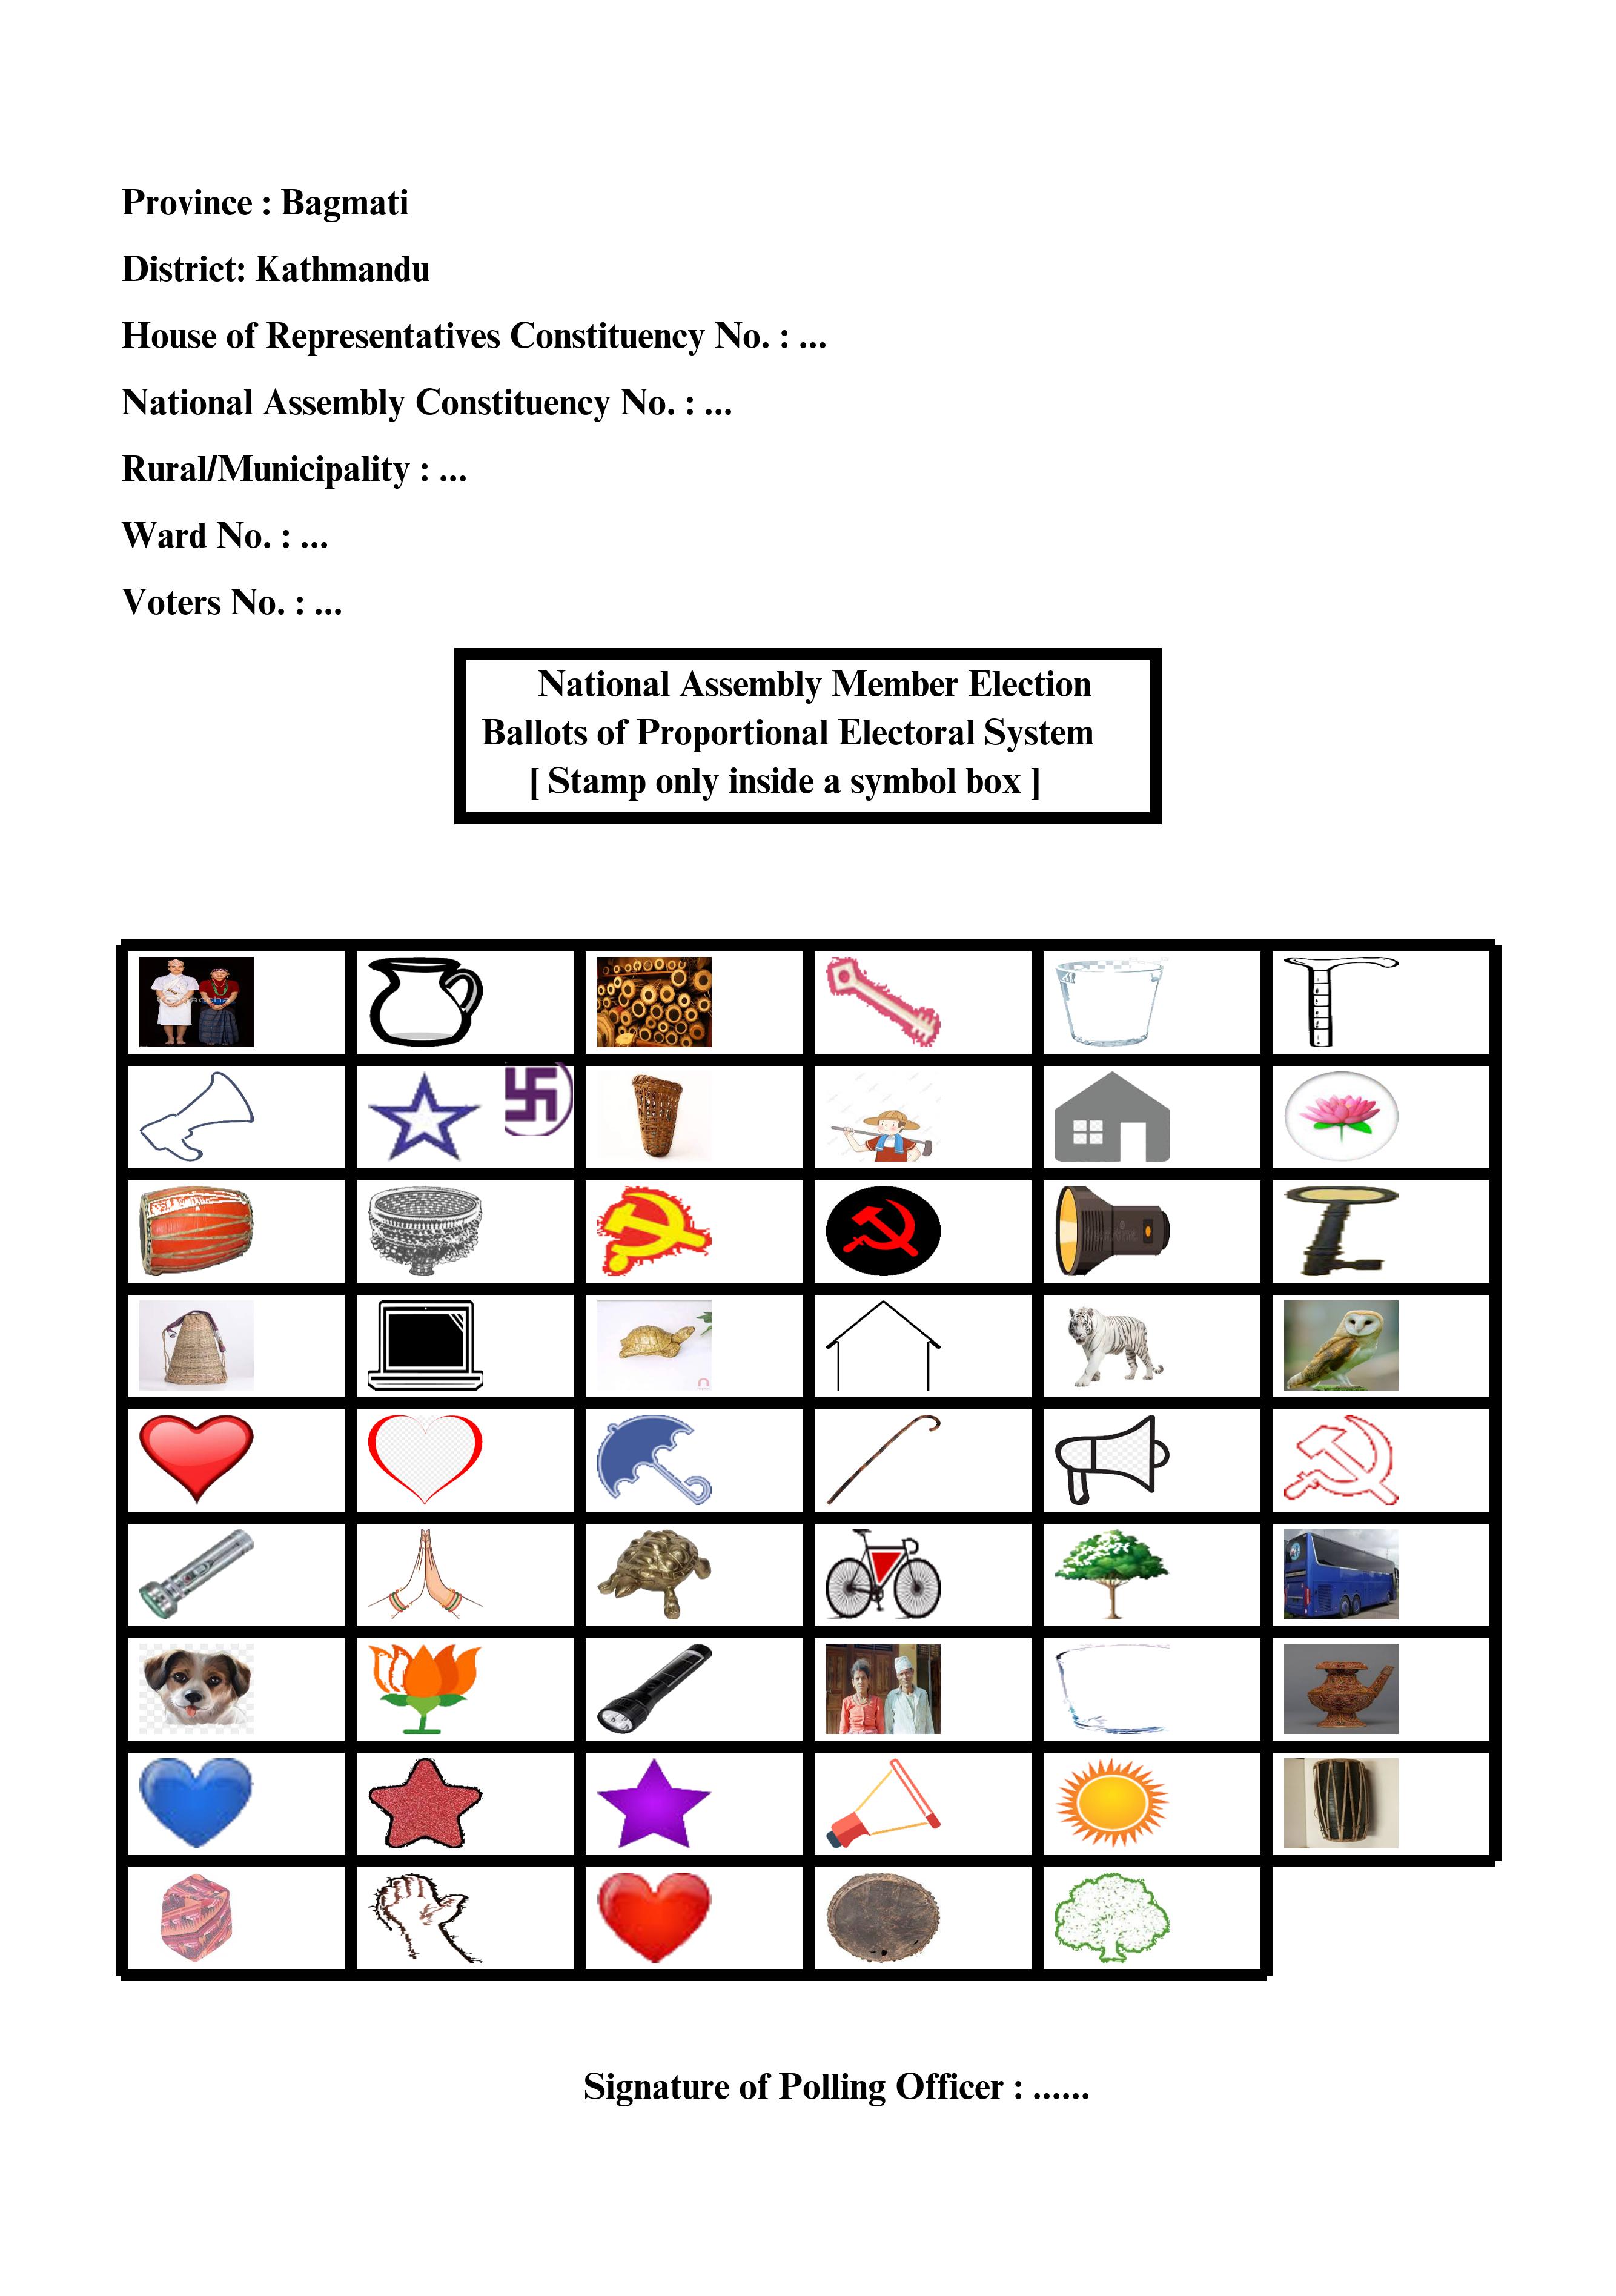 Province : Bagmati
District: Kathmandu
House of Representatives Constituency No. : ...
National Assembly Constituency No. : ...
Rural/Municipality : ...
Ward No. : ...
Voters No. : ...
National Assembly Member Election
Ballots of Proportional Electoral System
[ Stamp only inside a symbol box ]
Signature of Polling Officer : ......